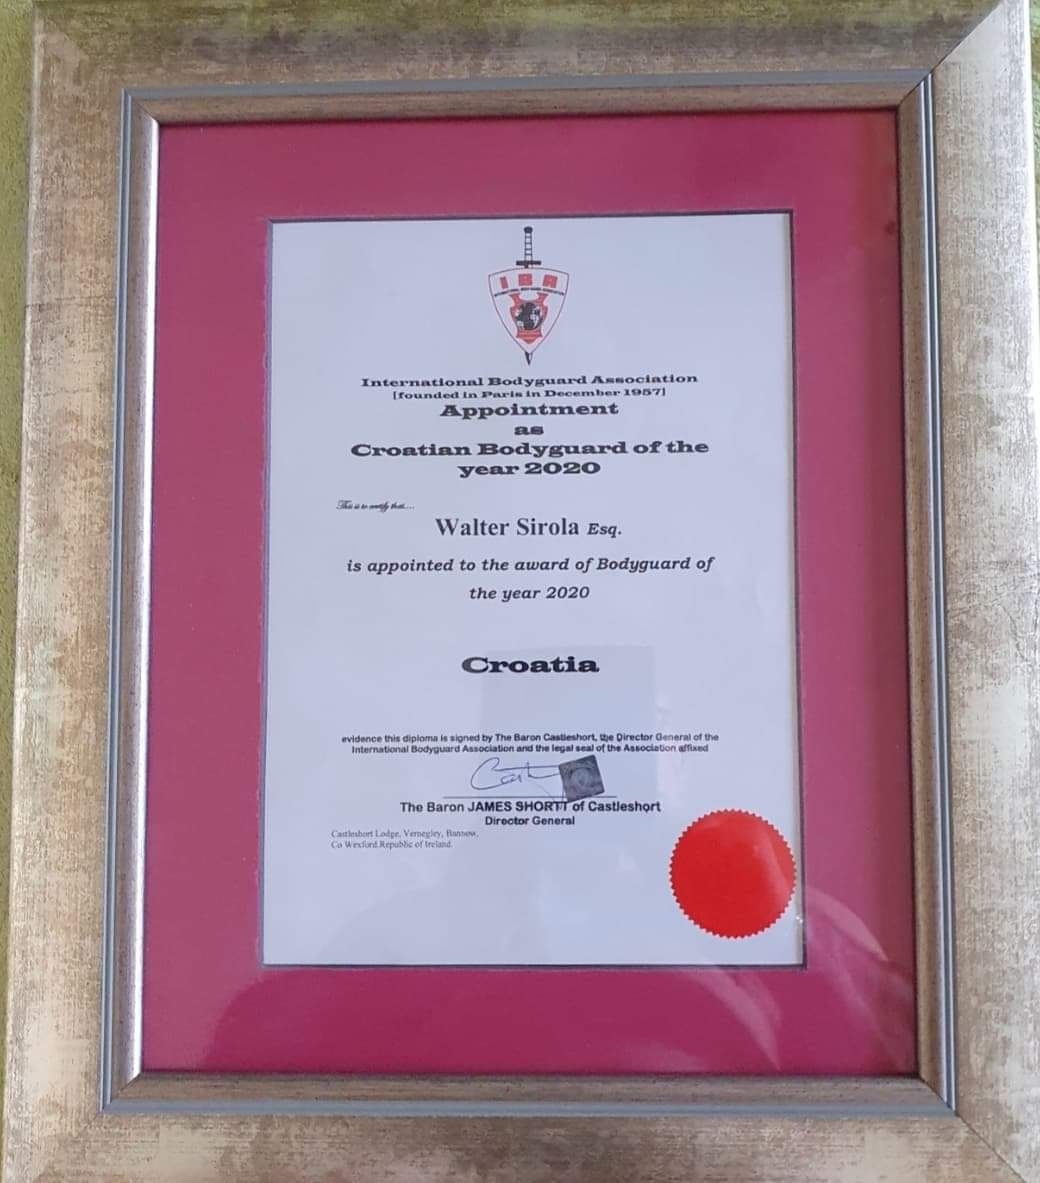 IBA
INTERNATIONAL BODYGUARD ASSOCIATION
International Bodyguard Association
[founded in Paris in December 1957]
Appointment
as
Croatian Bodyguard of the
year 2020
This is to certify that....
Walter Sirola Esq.
is appointed to the award of Bodyguard of
the year 2020
Croatia
evidence this diploma is signed by The Baron Castleshort, the Director General of the
International Bodyguard Association and the legal seal of the Association affixed
The Baron JAMES SHORTT of Castleshort
Director General
Castleshort Lodge, Vernegley, Bannow,
Co Wexford.Republic of Ireland.